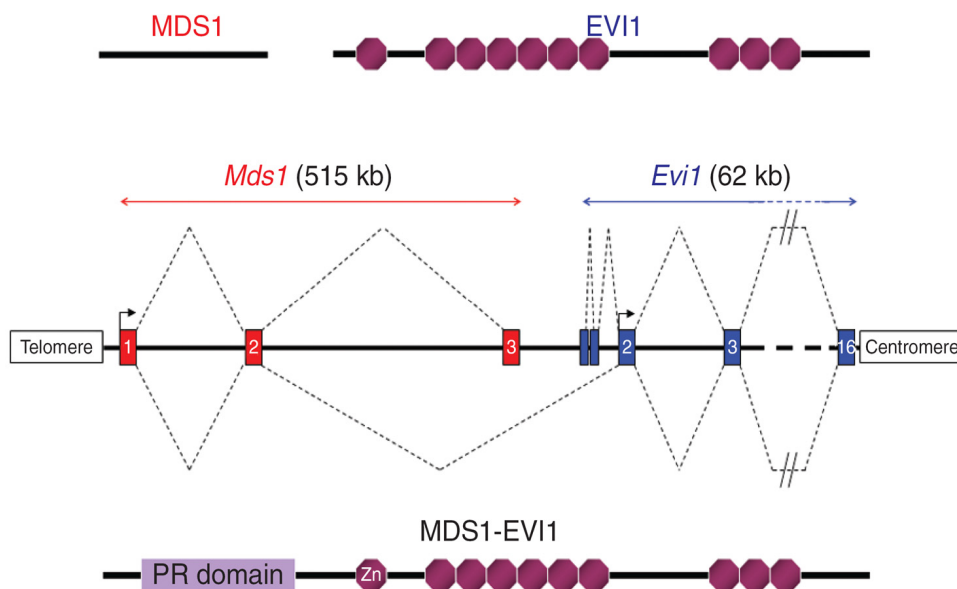 MDS1 EVI1
Mds1 (515 kb) Evi1 (62 kb)
Telomere 1 2 3 2 3 16 Centromere
MDS1-EVI1
PR domain Zn